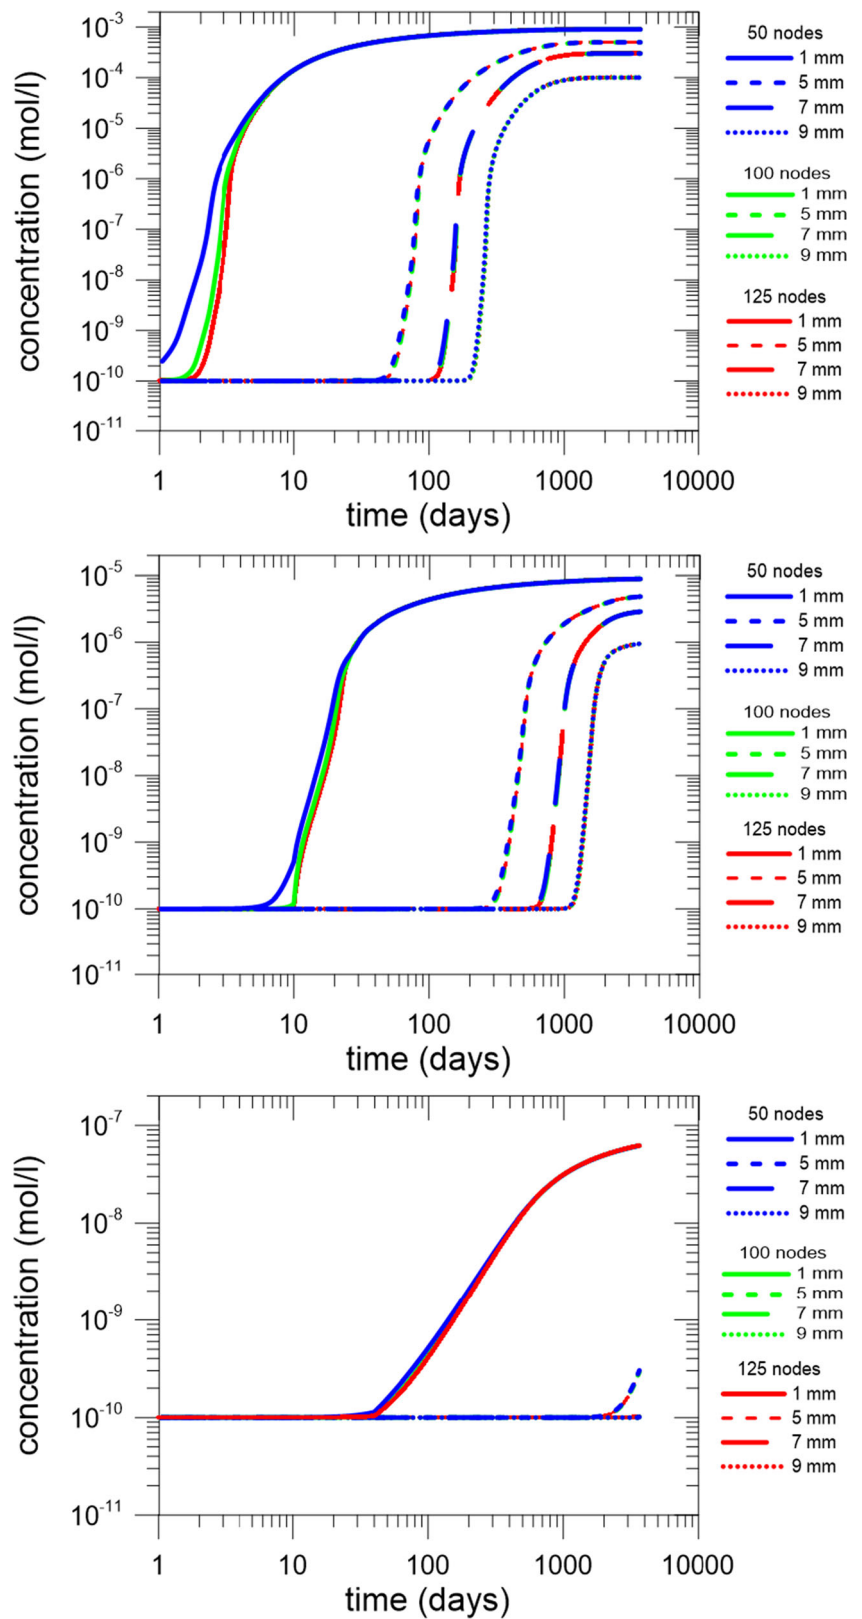 10-3
10-4
10-5
10-6
10-7
10-8
10-9
10-10
10-11
concentration (mol/l)
1 10 100 1000 10000
time (days)
50 nodes
1 mm
5 mm
7 mm
9 mm
100 nodes
1 mm
5 mm
7 mm
9 mm
125 nodes
1 mm
5 mm
7 mm
9 mm
10-5
10-6
10-7
10-8
10-9
10-10
10-11
concentration (mol/l)
1 10 100 1000 10000
time (days)
50 nodes
1 mm
5 mm
7 mm
9 mm
100 nodes
1 mm
5 mm
7 mm
9 mm
125 nodes
1 mm
5 mm
7 mm
9 mm
10-7
10-8
10-9
10-10
10-11
concentration (mol/l)
1 10 100 1000 10000
time (days)
50 nodes
1 mm
5 mm
7 mm
9 mm
100 nodes
1 mm
5 mm
7 mm
9 mm
125 nodes
1 mm
5 mm
7 mm
9 mm